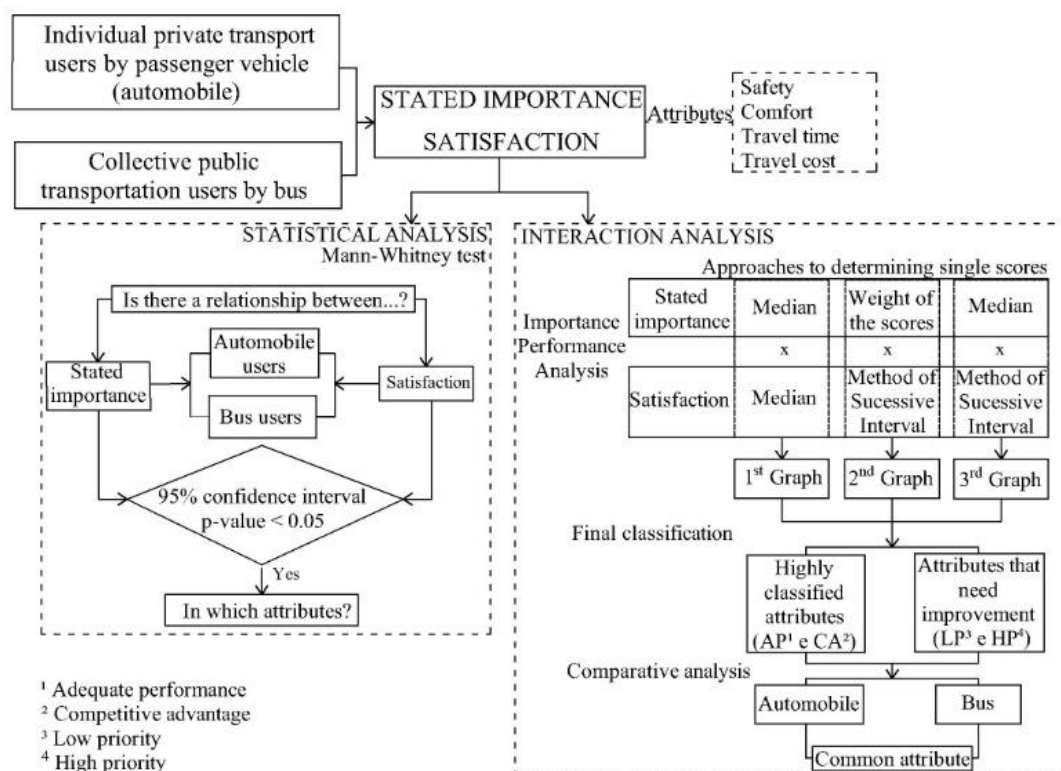 Individual private transport
users by passenger vehicle
(automobile)
Collective public
transportation users by bus
STATED IMPORTANCE
SATISFACTION
Attributes
Safety
Comfort
Travel time
Travel cost
STATISTICAL ANALYSIS
Mann-Whitney test
Is there a relationship between...?
Automobile
users
Stated
importance
Satisfaction
Bus users
95% confidence interval
p-value < 0.05
Yes
In which attributes?
¹ Adequate performance
² Competitive advantage
³ Low priority
⁴ High priority
INTERACTION ANALYSIS
Approaches to determining single scores
Importance
Performance
Analysis
Stated
importance
Median
Weight of
the scores
Median
x
x
x
Satisfaction
Median
Method of
Sucessive
Interval
Method of
Sucessive
Interval
1st Graph
2nd Graph
3rd Graph
Final classification
Highly
classified
attributes
(AP¹ e CA²)
Attributes that
need
improvement
(LP³ e HP⁴)
Comparative analysis
Automobile
Bus
Common attribute